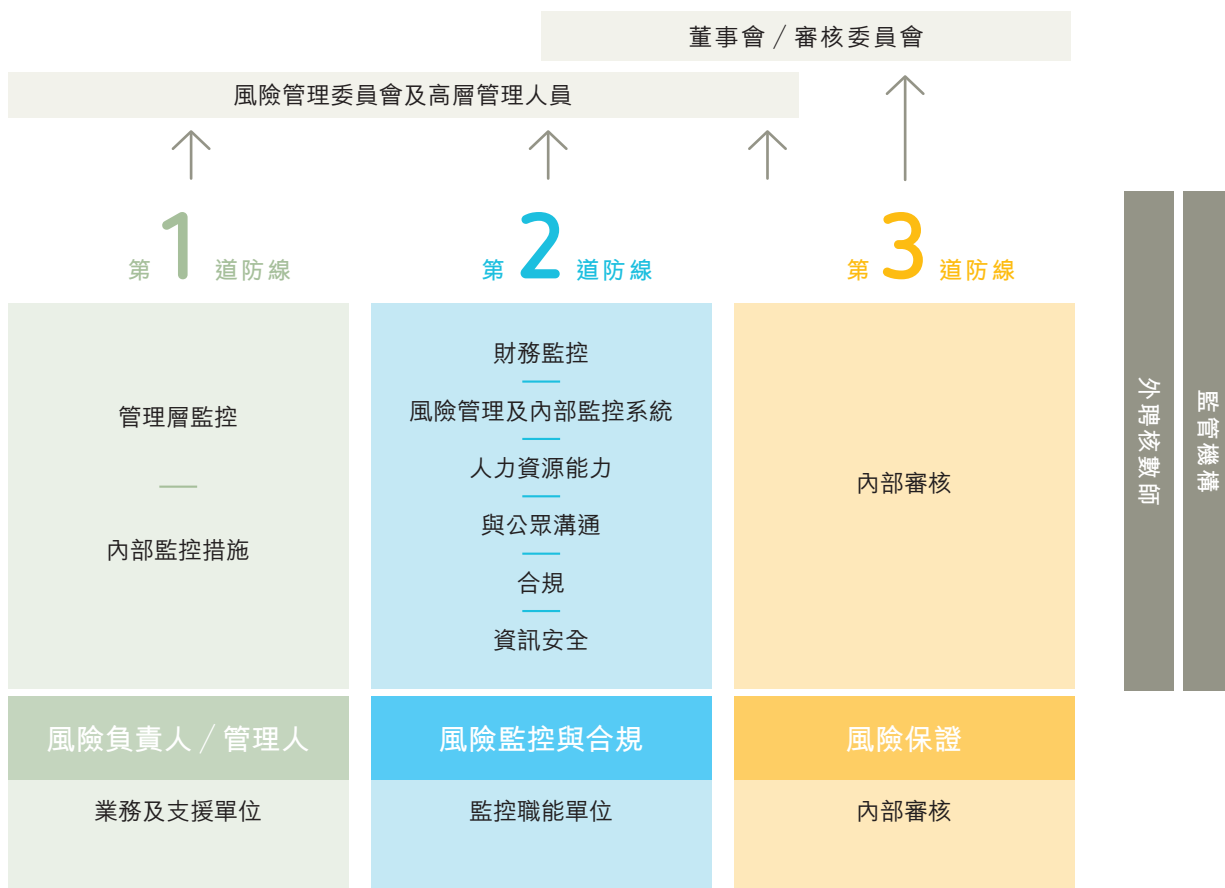 董事會／審核委員會
風險管理委員會及高層管理人員
第1道防線
管理層監控
內部監控措施
風險負責人／管理人
業務及支援單位
第2道防線
財務監控
風險管理及內部監控系統
人力資源能力
與公眾溝通
合規
資訊安全
風險監控與合規
監控職能單位
第3道防線
內部審核
風險保證
內部審核
外聘核數師
監管機構